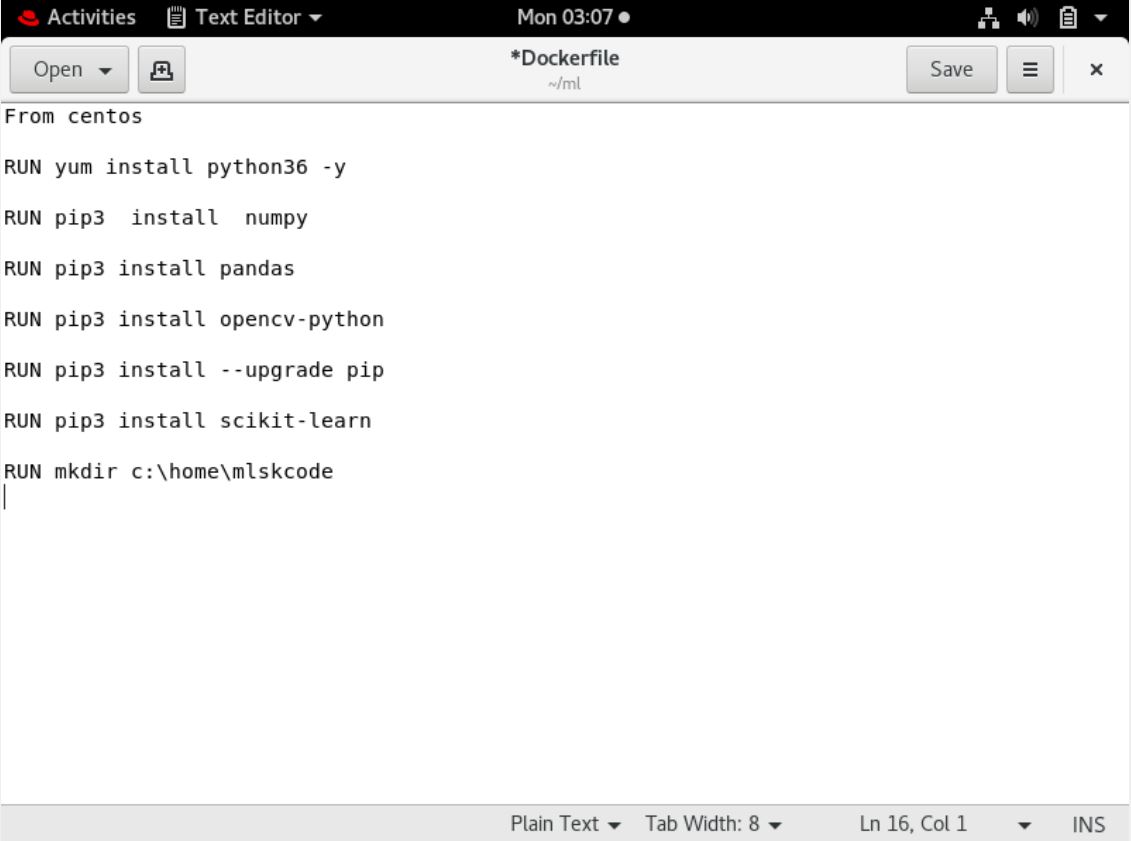 Activities Text Editor Mon 03:07
Open *Dockerfile Save
~/ml
From centos
RUN yum install python36 -y
RUN pip3  install  numpy
RUN pip3 install pandas
RUN pip3 install opencv-python
RUN pip3 install --upgrade pip
RUN pip3 install scikit-learn
RUN mkdir c:\home\mlskcode
Plain Text Tab Width: 8 Ln 16, Col 1 INS